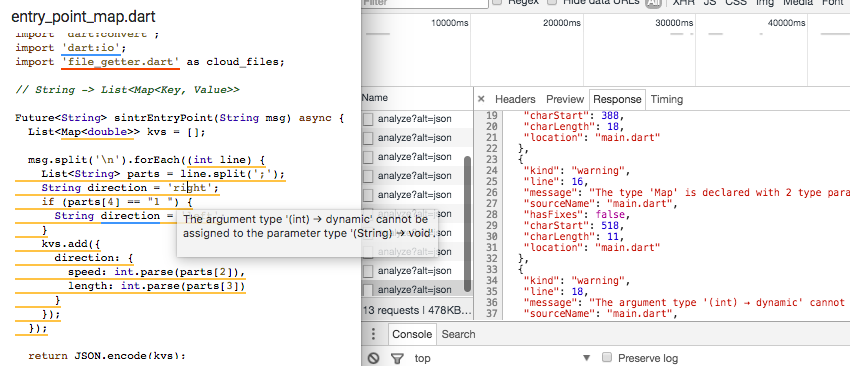 entry_point_map.dart
import 'dart:convert';
import 'dart:io';
import 'file_getter.dart' as cloud_files;
// String -> List<Map<Key, Value>>
Future<String> sintrEntryPoint(String msg) async {
List<Map<double>> kvs = [];
msg.split('\n').forEach((int line) {
List<String> parts = line.split(';');
String direction = 'right';
if (parts[4] == "1 ") {
String direction =
}
kvs.add({
direction: {
speed: int.parse(parts[2]),
length: int.parse(parts[3])
}
});
});
return JSON.encode(kvs);
The argument type '(int) → dynamic' cannot be
assigned to the parameter type '(String) → void'.
Filter
Regex
Hide data URLs
All
XHR JS CSS Img Media Font
10000ms
20000ms
30000ms
40000ms
Name
analyze?alt=json
analyze?alt=json
analyze?alt=json
analyze?alt=json
analyze?alt=json
analyze?alt=json
analyze?alt=json
analyze?alt=json
analyze?alt=json
analyze?alt=json
13 requests | 478KB...
× Headers Preview Response Timing
19 "charStart": 388,
20 "charLength": 18,
21 "location": "main.dart"
22 },
23 {
24 "kind": "warning",
25 "line": 16,
26 "message": "The type 'Map' is declared with 2 type para
27 "sourceName": "main.dart",
28 "hasFixes": false,
29 "charStart": 518,
30 "charLength": 11,
31 "location": "main.dart"
32 },
33 {
34 "kind": "warning",
35 "line": 18,
36 "message": "The argument type '(int) → dynamic' cannot
37 "sourceName": "main.dart",
Console Search
top
Preserve log